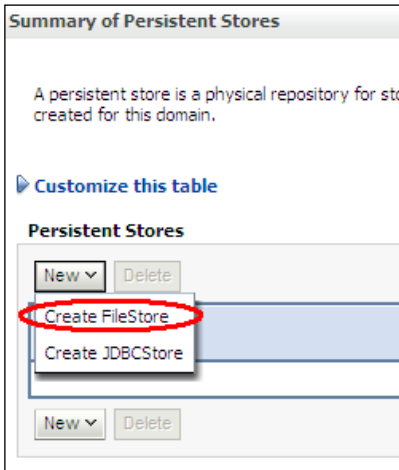 Summary of Persistent Stores
A persistent store is a physical repository for
created for this domain.
Customize this table
Persistent Stores
New Delete
Create FileStore
Create JDBCStore
New Delete